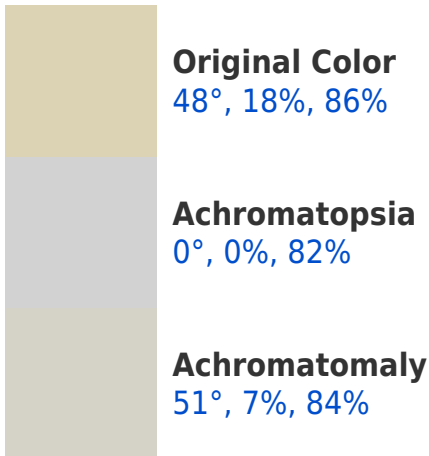 Original Color
48°, 18%, 86%
Achromatopsia
0°, 0%, 82%
Achromatomaly
51°, 7%, 84%